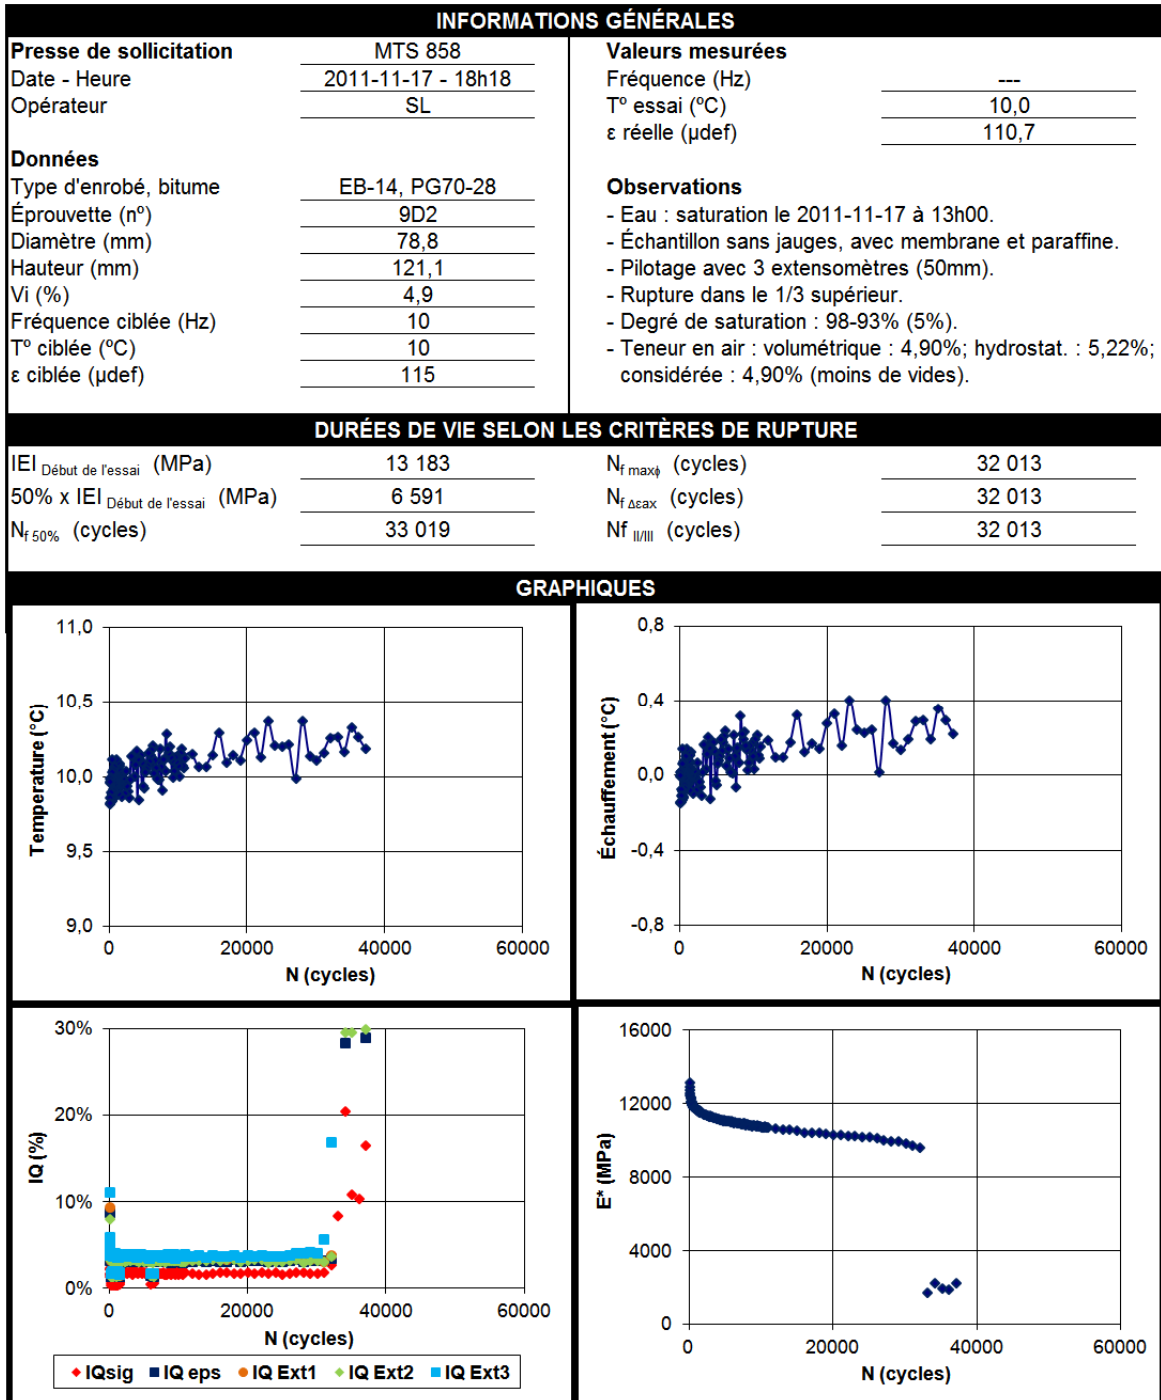 INFORMATIONS GÉNÉRALES
Presse de sollicitation MTS 858
Date - Heure 2011-11-17 - 18h18
Opérateur SL
Données
Type d'enrobé, bitume EB-14, PG70-28
Éprouvette (nº) 9D2
Diamètre (mm) 78,8
Hauteur (mm) 121,1
Vi (%) 4,9
Fréquence ciblée (Hz) 10
Tº ciblée (ºC) 10
ε ciblée (µdef) 115
Valeurs mesurées
Fréquence (Hz) ---
Tº essai (ºC) 10,0
ε réelle (µdef) 110,7
Observations
- Eau : saturation le 2011-11-17 à 13h00.
- Échantillon sans jauges, avec membrane et paraffine.
- Pilotage avec 3 extensomètres (50mm).
- Rupture dans le 1/3 supérieur.
- Degré de saturation : 98-93% (5%).
- Teneur en air : volumétrique : 4,90%; hydrostat. : 5,22%;
considérée : 4,90% (moins de vides).
DURÉES DE VIE SELON LES CRITÈRES DE RUPTURE
IEI Début de l'essai (MPa) 13 183
50% x IEI Début de l'essai (MPa) 6 591
Nf 50% (cycles) 33 019
Nf maxϕ (cycles) 32 013
Nf Δεax (cycles) 32 013
Nf II/III (cycles) 32 013
GRAPHIQUES
11,0
10,5
10,0
9,5
9,0
Temperature (°C)
0 20000 40000 60000
N (cycles)
0,8
0,4
0,0
-0,4
-0,8
Échauffement (°C)
0 20000 40000 60000
N (cycles)
30%
20%
10%
0%
IQ (%)
0 20000 40000 60000
N (cycles)
IQsig IQ eps IQ Ext1 IQ Ext2 IQ Ext3
16000
12000
8000
4000
0
E* (MPa)
0 20000 40000 60000
N (cycles)